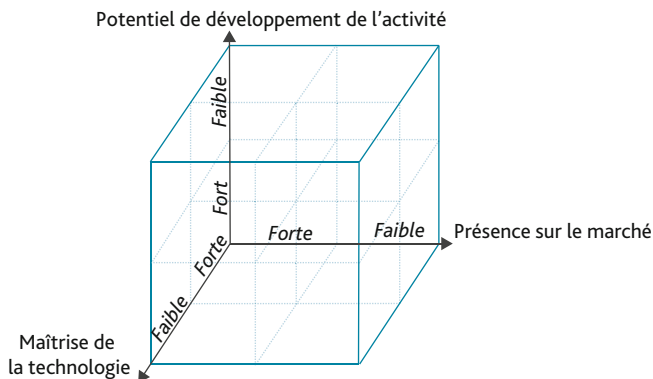 Potentiel de développement de l'activité
Faible
Fort
Forte
Faible
Présence sur le marché
Forte
Faible
Maîtrise de
la technologie